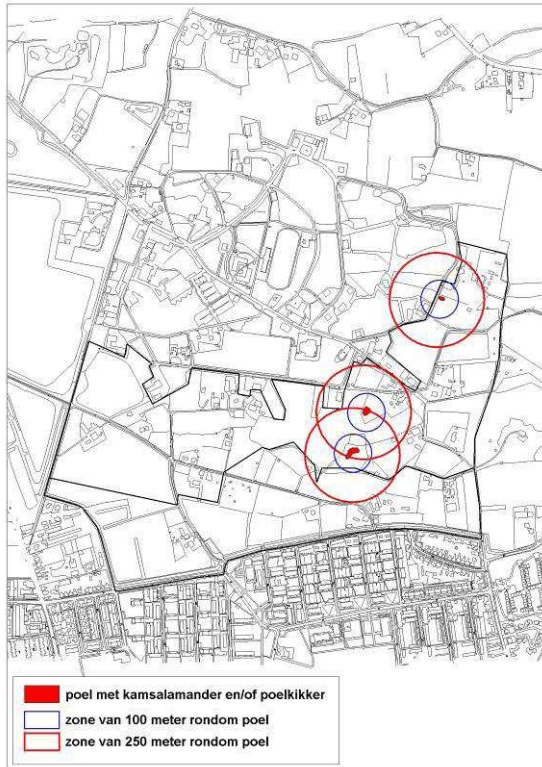 poel met kamsalamander en/of poelkikker
zone van 100 meter rondom poel
zone van 250 meter rondom poel